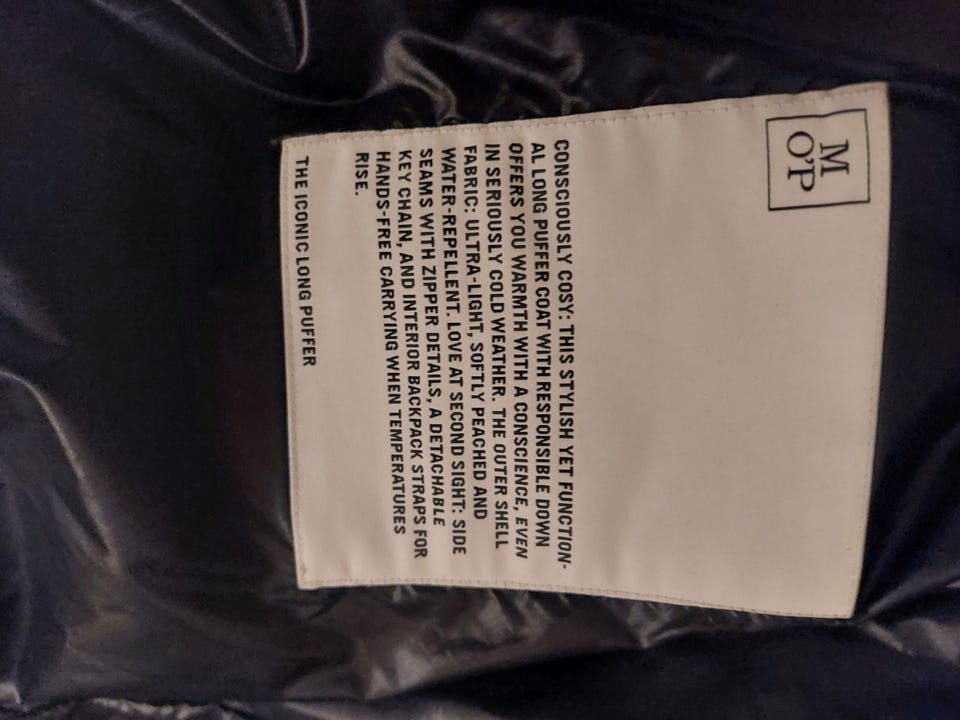 M
O'P
CONSCIOUSLY COSY: THIS STYLISH YET FUNCTION-
AL LONG PUFFER COAT WITH RESPONSIBLE DOWN
OFFERS YOU WARMTH WITH A CONSCIENCE, EVEN
IN SERIOUSLY COLD WEATHER. THE OUTER SHELL
FABRIC: ULTRA-LIGHT, SOFTLY PEACHED AND
WATER-REPELLENT. LOVE AT SECOND SIGHT: SIDE
SEAMS WITH ZIPPER DETAILS, A DETACHABLE
KEY CHAIN, AND INTERIOR BACKPACK STRAPS FOR
HANDS-FREE CARRYING WHEN TEMPERATURES
RISE.
THE ICONIC LONG PUFFER